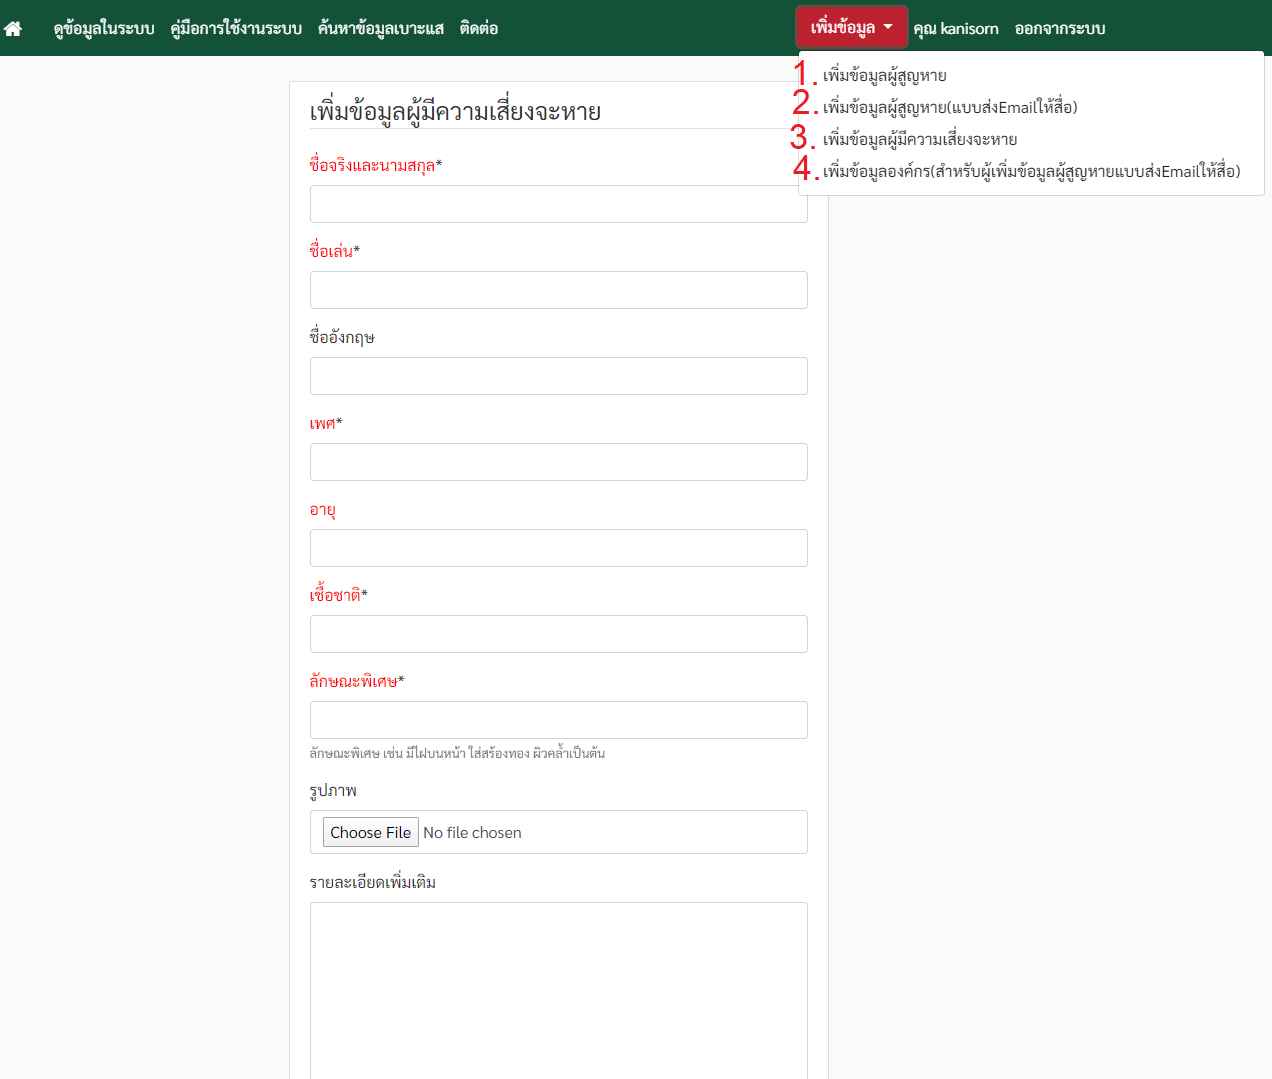 ดูข้อมูลในระบบ คู่มือการใช้งานระบบ ค้นหาข้อมูลเบาะแส ติดต่อ เพิ่มข้อมูล คุณ kanisorn ออกจากระบบ
1. เพิ่มข้อมูลผู้สูญหาย
2. เพิ่มข้อมูลผู้สูญหาย(แบบส่งEmailให้สื่อ)
3. เพิ่มข้อมูลผู้มีความเสี่ยงจะหาย
4. เพิ่มข้อมูลองค์กร(สำหรับผู้เพิ่มข้อมูลผู้สูญหายแบบส่งEmailให้สื่อ)
เพิ่มข้อมูลผู้มีความเสี่ยงจะหาย
ชื่อจริงและนามสกุล*
ชื่อเล่น*
ชื่ออังกฤษ
เพศ*
อายุ
เชื้อชาติ*
ลักษณะพิเศษ*
ลักษณะพิเศษ เช่น มีไฝบนหน้า ใส่สร้องทอง ผิวคล้ำเป็นต้น
รูปภาพ
Choose File No file chosen
รายละเอียดเพิ่มเติม